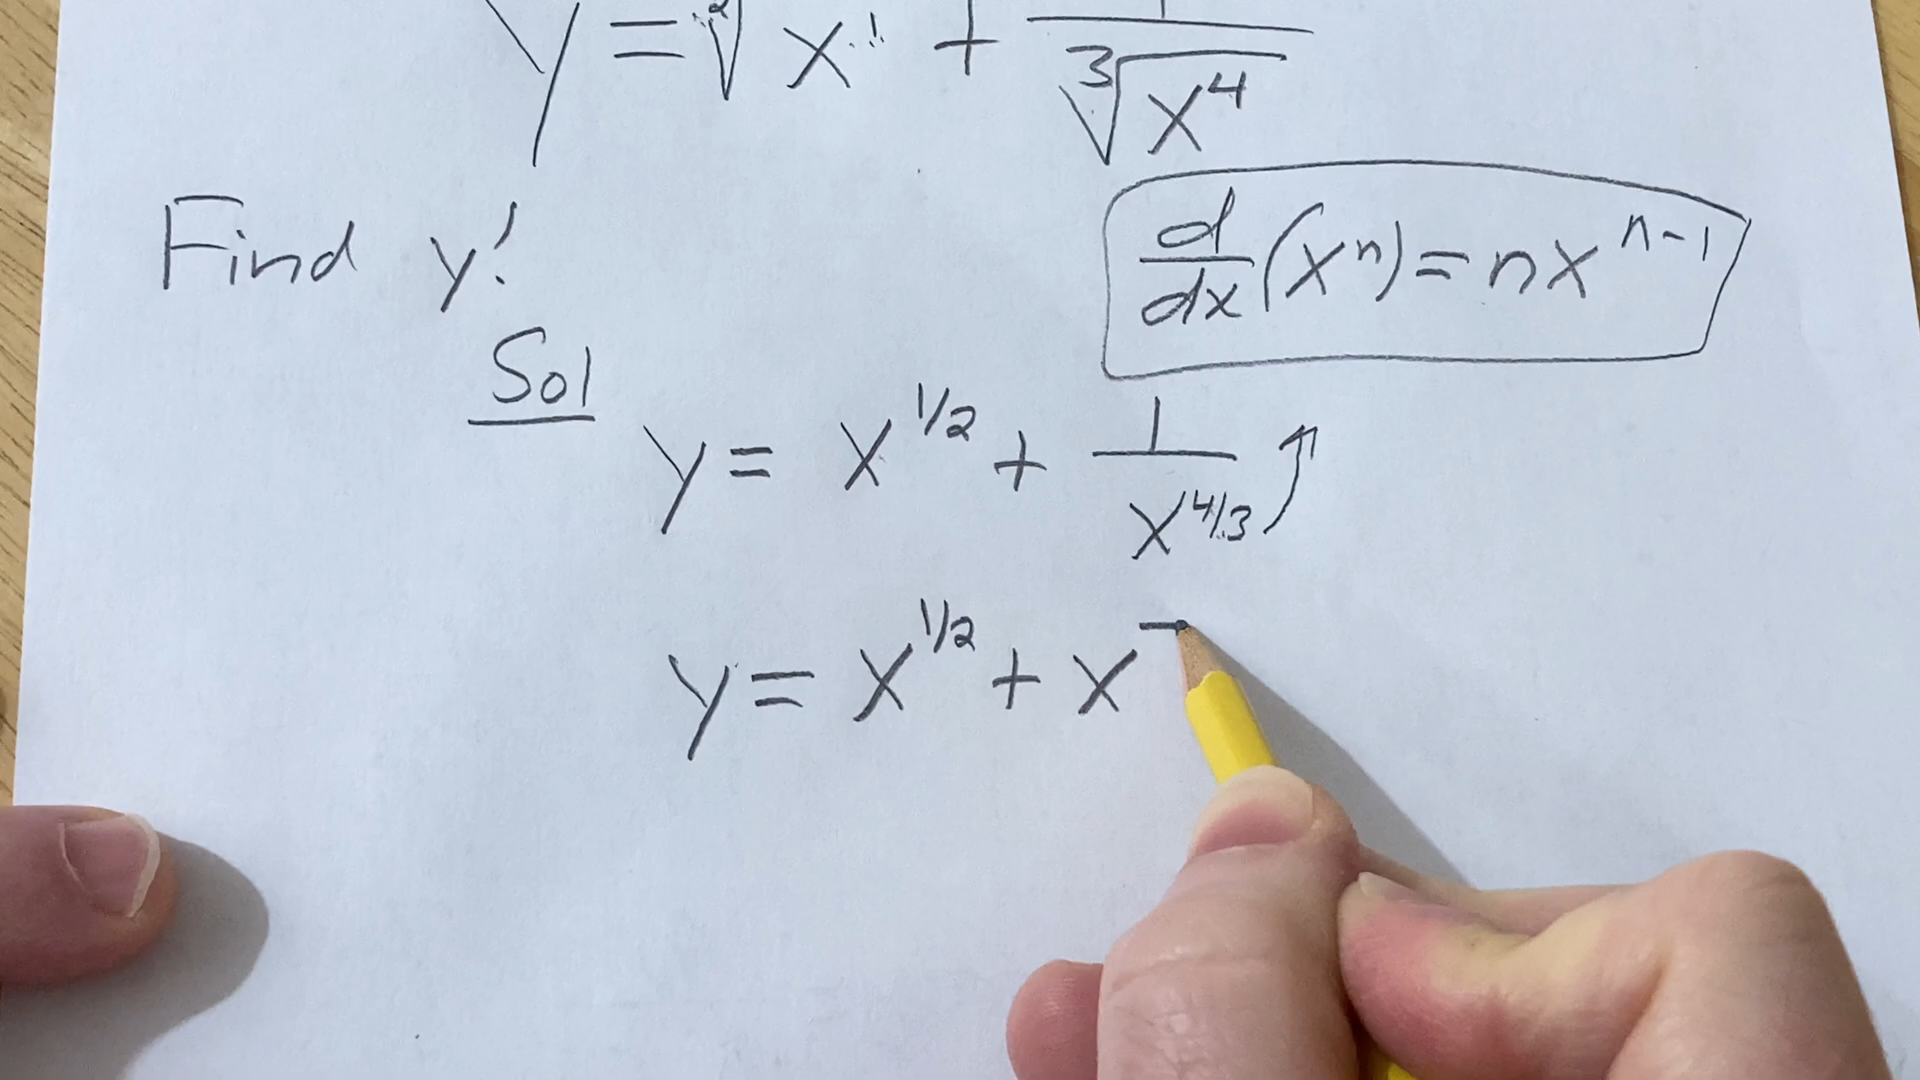 y = ²√x¹ + 1/³√x⁴
Find y'.
d/dx (xⁿ) = nxⁿ⁻¹
Sol
y = x^1/2 + 1/x^4/3
y = x^1/2 + x^-